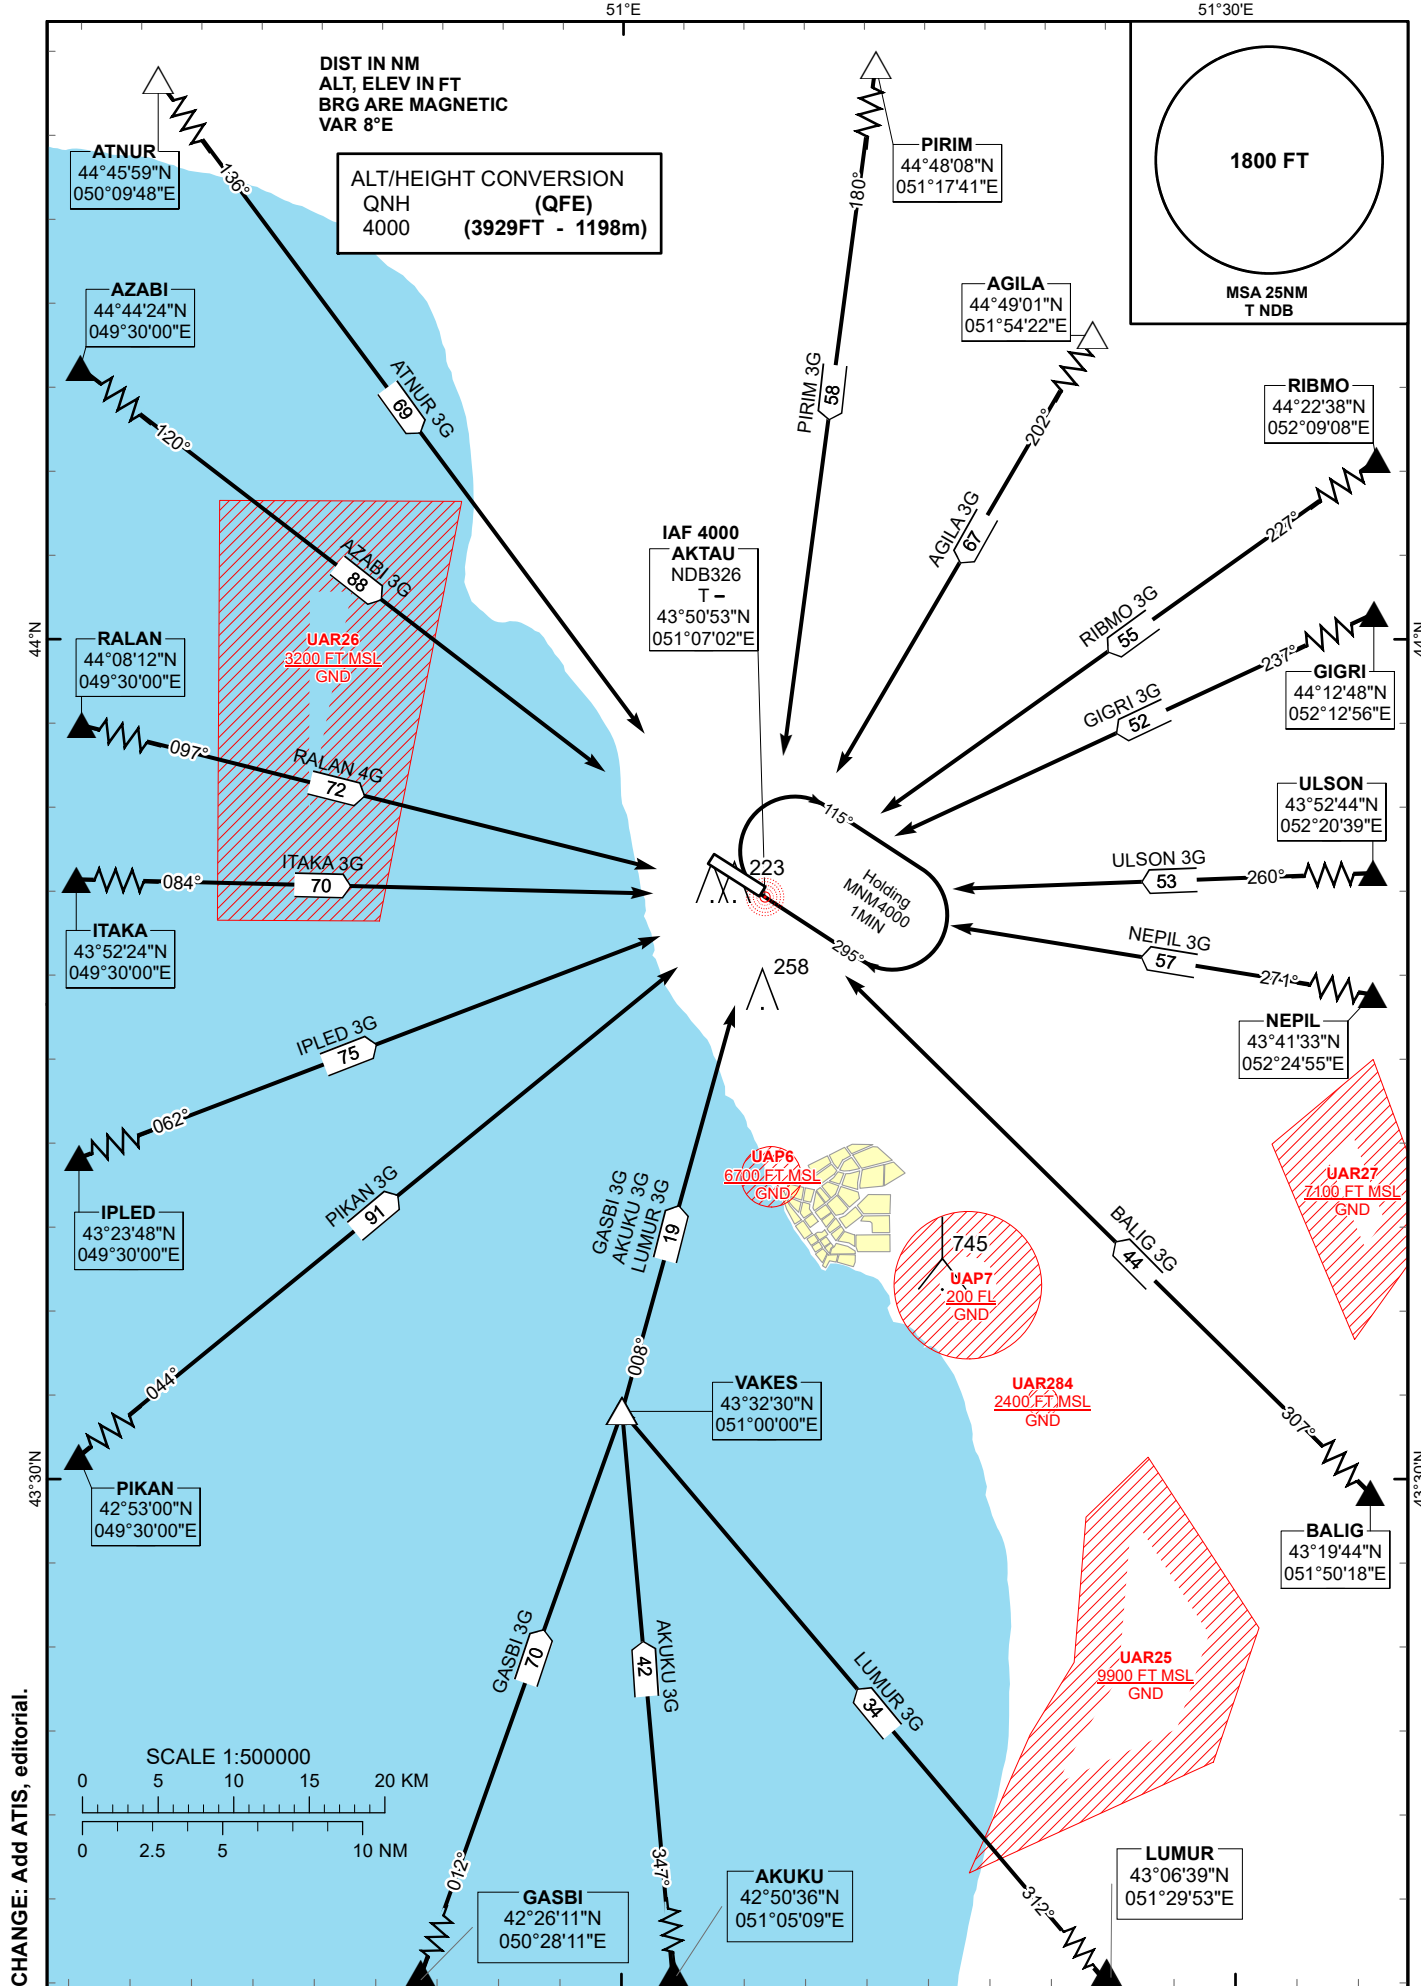 51°E
51°30'E
DIST IN NM
ALT, ELEV IN FT
BRG ARE MAGNETIC
VAR 8°E
ALT/HEIGHT CONVERSION
QNH (QFE)
4000 (3929FT - 1198m)
1800 FT
MSA 25NM
T NDB
ATNUR
44°45'59"N
050°09'48"E
136°
ATNUR 3G
69
PIRIM
44°48'08"N
051°17'41"E
180°
PIRIM 3G
58
AZABI
44°44'24"N
049°30'00"E
120°
AZABI 3G
88
AGILA
44°49'01"N
051°54'22"E
202°
AGILA 3G
67
RIBMO
44°22'38"N
052°09'08"E
227°
RIBMO 3G
55
IAF 4000
AKTAU
NDB326
T –
43°50'53"N
051°07'02"E
44°N
44°N
RALAN
44°08'12"N
049°30'00"E
097°
RALAN 4G
72
UAR26
3200 FT MSL
GND
237°
GIGRI 3G
52
GIGRI
44°12'48"N
052°12'56"E
ULSON
43°52'44"N
052°20'39"E
260°
ULSON 3G
53
115°
Holding
MNM4000
1MIN
295°
223
258
084°
ITAKA 3G
70
ITAKA
43°52'24"N
049°30'00"E
NEPIL 3G
57
271°
NEPIL
43°41'33"N
052°24'55"E
IPLED 3G
75
062°
IPLED
43°23'48"N
049°30'00"E
PIKAN 3G
91
044°
PIKAN
42°53'00"N
049°30'00"E
GASBI 3G
AKUKU 3G
LUMUR 3G
19
008°
UAP6
6700 FT MSL
GND
745
UAP7
200 FL
GND
UAR27
7100 FT MSL
GND
BALIG 3G
44
307°
BALIG
43°19'44"N
051°50'18"E
VAKES
43°32'30"N
051°00'00"E
UAR284
2400 FT MSL
GND
43°30'N
43°30'N
UAR25
9900 FT MSL
GND
GASBI 3G
70
012°
AKUKU 3G
42
347°
LUMUR 3G
34
312°
SCALE 1:500000
0 5 10 15 20 KM
0 2.5 5 10 NM
GASBI
42°26'11"N
050°28'11"E
AKUKU
42°50'36"N
051°05'09"E
LUMUR
43°06'39"N
051°29'53"E
CHANGE: Add ATIS, editorial.